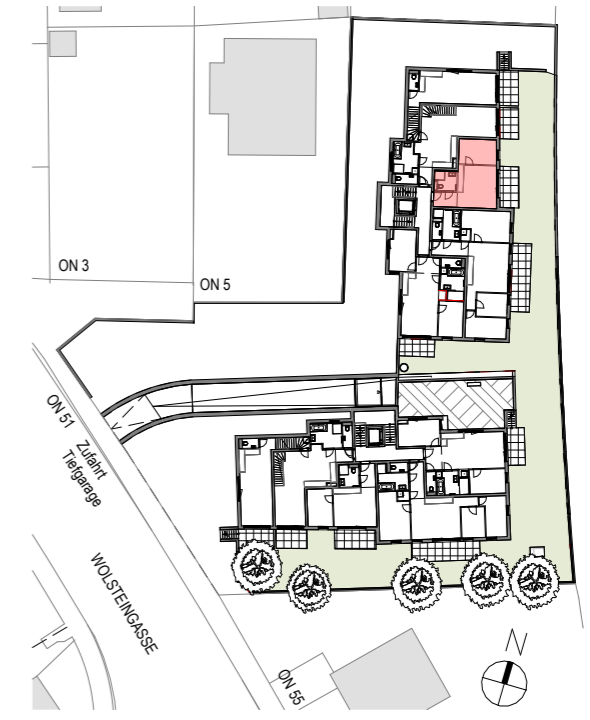 ON 3
ON 5
ON 51
Zufahrt
Tiefgarage
WOLSTEINGASSE
ON 55
N